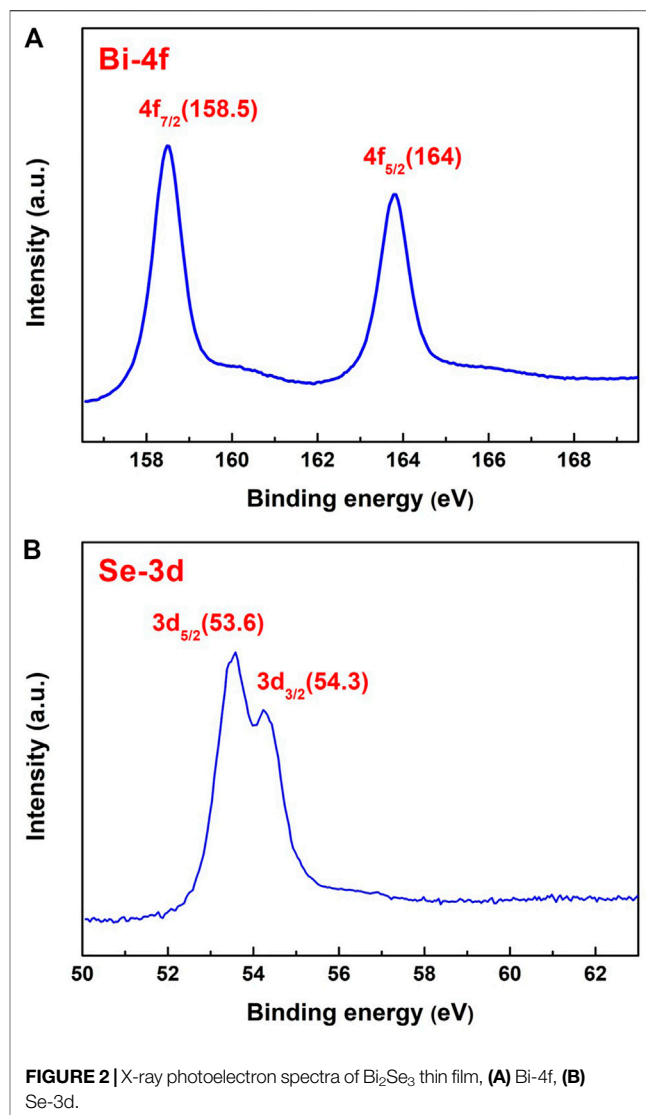 A
Bi-4f
4f7/2(158.5)
4f5/2(164)
Intensity (a.u.)
158 160 162 164 166 168
Binding energy (eV)
B
Se-3d
3d5/2(53.6)
3d3/2(54.3)
Intensity (a.u.)
50 52 54 56 58 60 62
Binding energy (eV)
FIGURE 2 | X-ray photoelectron spectra of Bi2Se3 thin film, (A) Bi-4f, (B)
Se-3d.